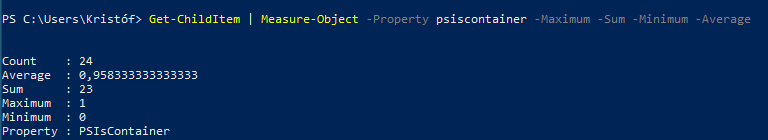 PS C:\Users\Kristóf> Get-ChildItem | Measure-Object -Property psiscontainer -Maximum -Sum -Minimum -Average
Count    : 24
Average  : 0,958333333333333
Sum      : 23
Maximum  : 1
Minimum  : 0
Property : PSIsContainer